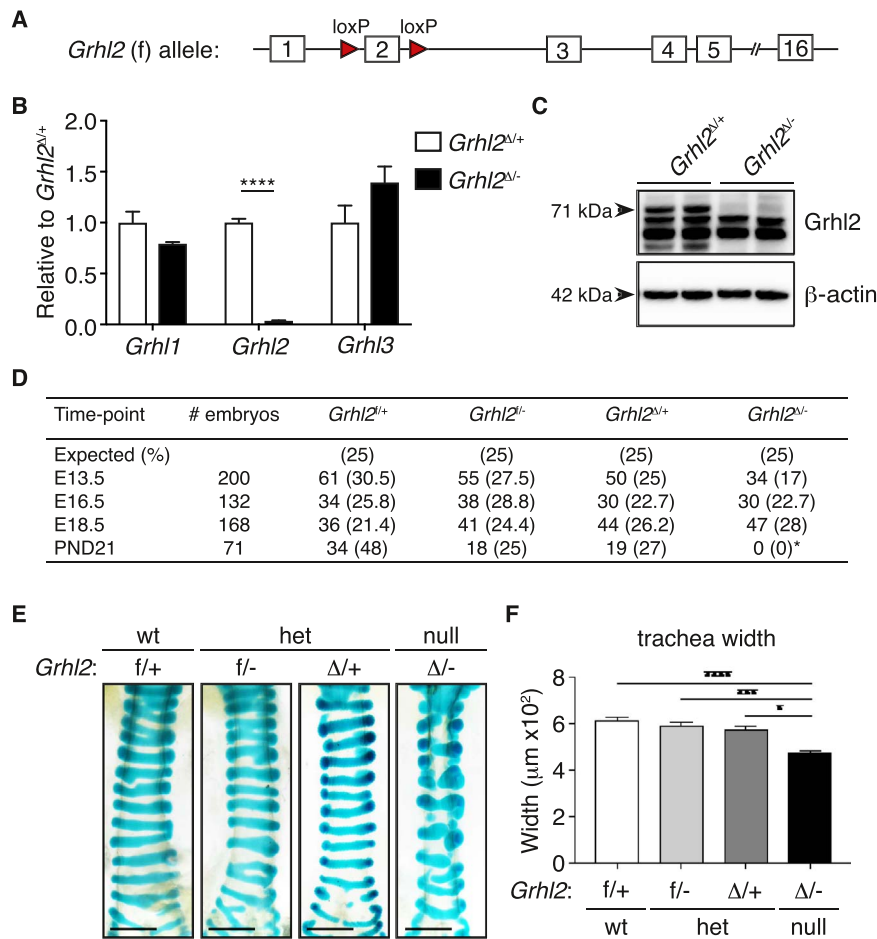 A
loxP loxP
Grhl2 (f) allele: 1 2 3 4 5 // 16
B
Relative to Grhl2Δ/+
2.0
1.5
1.0
0.5
0.0
****
Grhl1 Grhl2 Grhl3
Grhl2Δ/+
Grhl2Δ/-
C
Grhl2Δ/+ Grhl2Δ/-
71 kDa Grhl2
42 kDa β-actin
D
Time-point # embryos Grhl2f/+ Grhl2f/- Grhl2Δ/+ Grhl2Δ/-
Expected (%) (25) (25) (25) (25)
E13.5 200 61 (30.5) 55 (27.5) 50 (25) 34 (17)
E16.5 132 34 (25.8) 38 (28.8) 30 (22.7) 30 (22.7)
E18.5 168 36 (21.4) 41 (24.4) 44 (26.2) 47 (28)
PND21 71 34 (48) 18 (25) 19 (27) 0 (0)*
E
wt het null
Grhl2: f/+ f/- Δ/+ Δ/-
F
trachea width
Width (μm x10²)
8
6
4
2
0
****
***
*
Grhl2: f/+ f/- Δ/+ Δ/-
wt het null